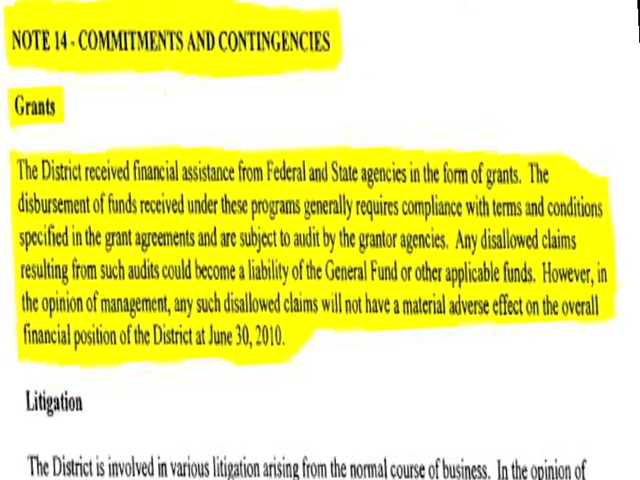 NOTE 14 - COMMITMENTS AND CONTINGENCIES
Grants
The District received financial assistance from Federal and State agencies in the form of grants. The
disbursement of funds received under these programs generally requires compliance with terms and conditions
specified in the grant agreements and are subject to audit by the grantor agencies. Any disallowed claims
resulting from such audits could become a liability of the General Fund or other applicable funds. However, in
the opinion of management, any such disallowed claims will not have a material adverse effect on the overall
financial position of the District at June 30, 2010.
Litigation
The District is involved in various litigation arising from the normal course of business. In the opinion of